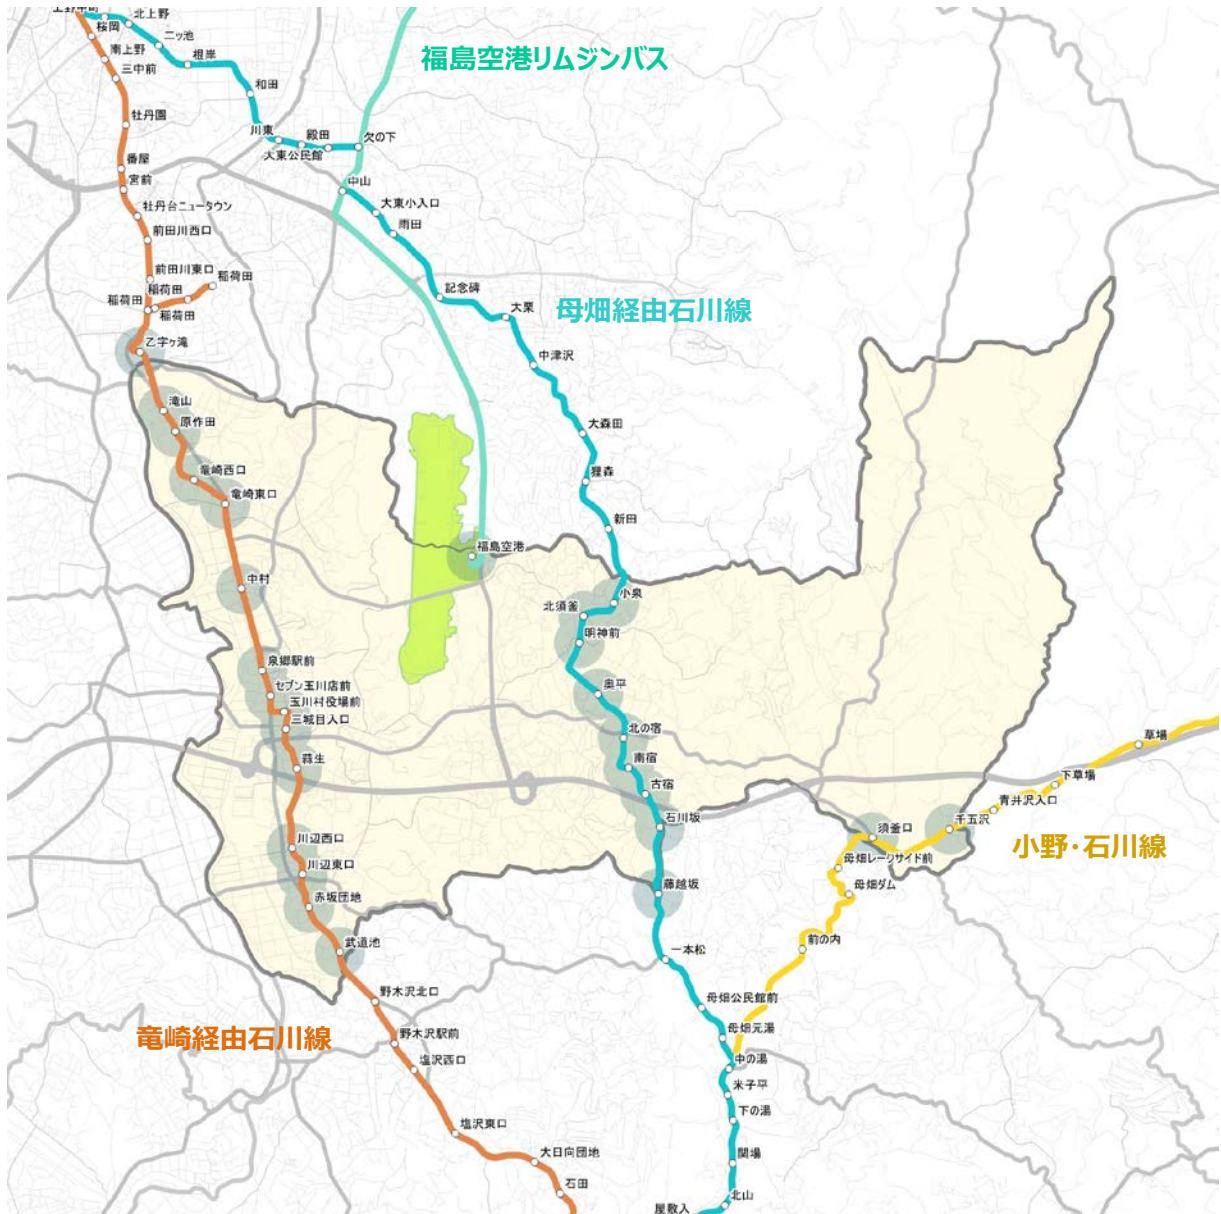 北上野
桜岡
二ッ池
南上野
根岸
三中前
和田
牡丹園
川東
殿田
大東公民館
欠の下
番屋
宮前
中山
牡丹台ニュータウン
大東小入口
雨田
前田川西口
前田川東口
稲荷田
稲荷田
稲荷田
稲荷田
記念碑
大栗
中津沢
乙字ヶ滝
福島空港リムジンバス
母畑経由石川線
滝山
原作田
大森田
竜崎西口
狸森
竜崎東口
新田
福島空港
中村
小泉
北須釜
明神前
泉郷駅前
セブン玉川店前
奥平
玉川村役場前
三城目入口
北の宿
蒜生
南宿
古宿
石川坂
草場
下草場
青井沢入口
千五沢
須釜口
小野・石川線
川辺西口
母畑レークサイド前
川辺東口
母畑ダム
藤越坂
赤坂団地
武道池
一本松
前の内
野木沢北口
母畑公民館前
竜崎経由石川線
野木沢駅前
母畑元湯
塩沢西口
中の湯
米子平
下の湯
塩沢東口
大日向団地
関場
石田
北山
屋敷入